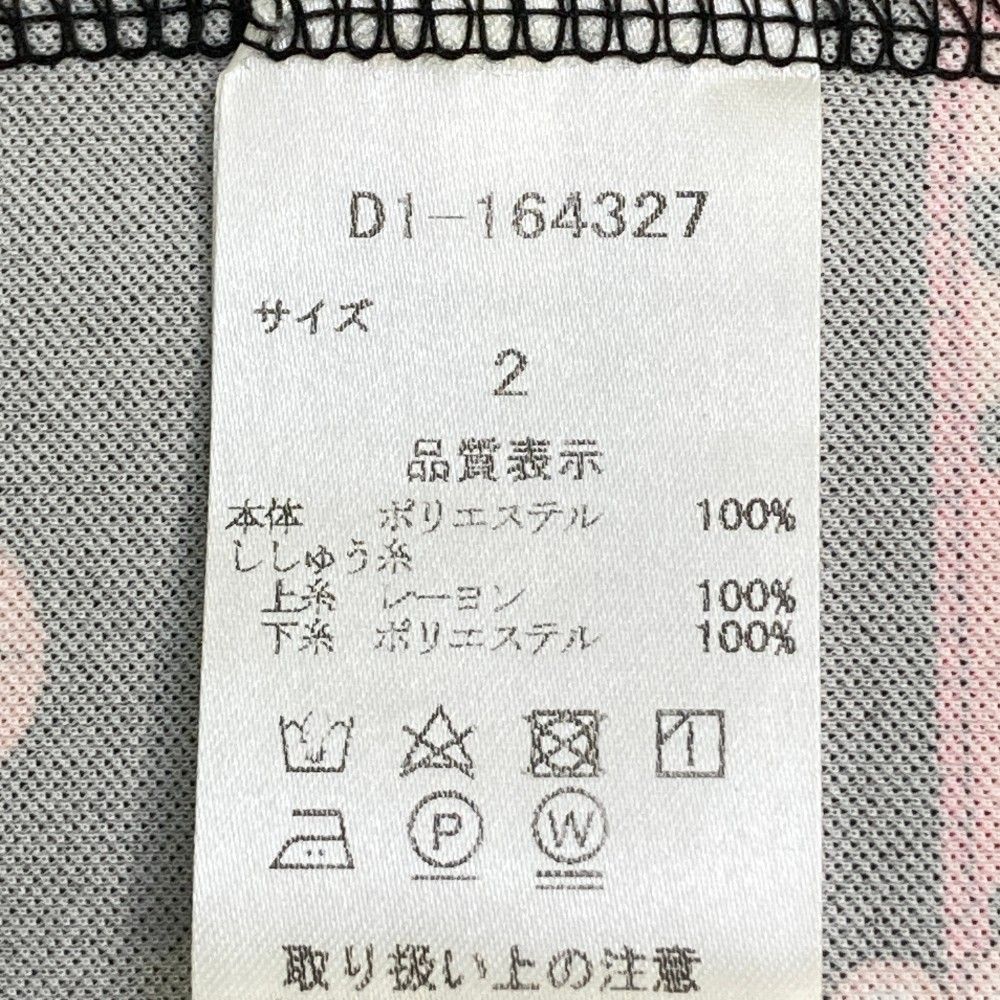 D1-164327
サイズ
2
品質表示
本体 ポリエステル 100%
ししゅう糸
上糸 レーヨン 100%
下糸 ポリエステル 100%
P W
取り扱い上の注意